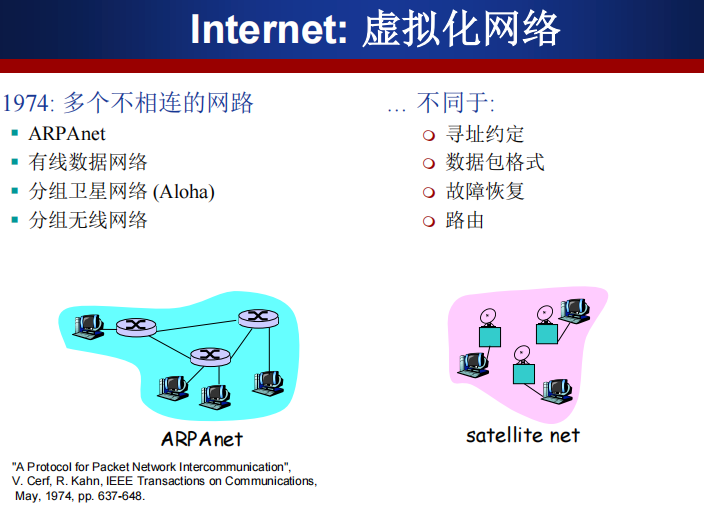 Internet: 虚拟化网络
1974: 多个不相连的网路
ARPAnet
有线数据网络
分组卫星网络 (Aloha)
分组无线网络
… 不同于:
寻址约定
数据包格式
故障恢复
路由
ARPAnet
satellite net
"A Protocol for Packet Network Intercommunication",
V. Cerf, R. Kahn, IEEE Transactions on Communications,
May, 1974, pp. 637-648.